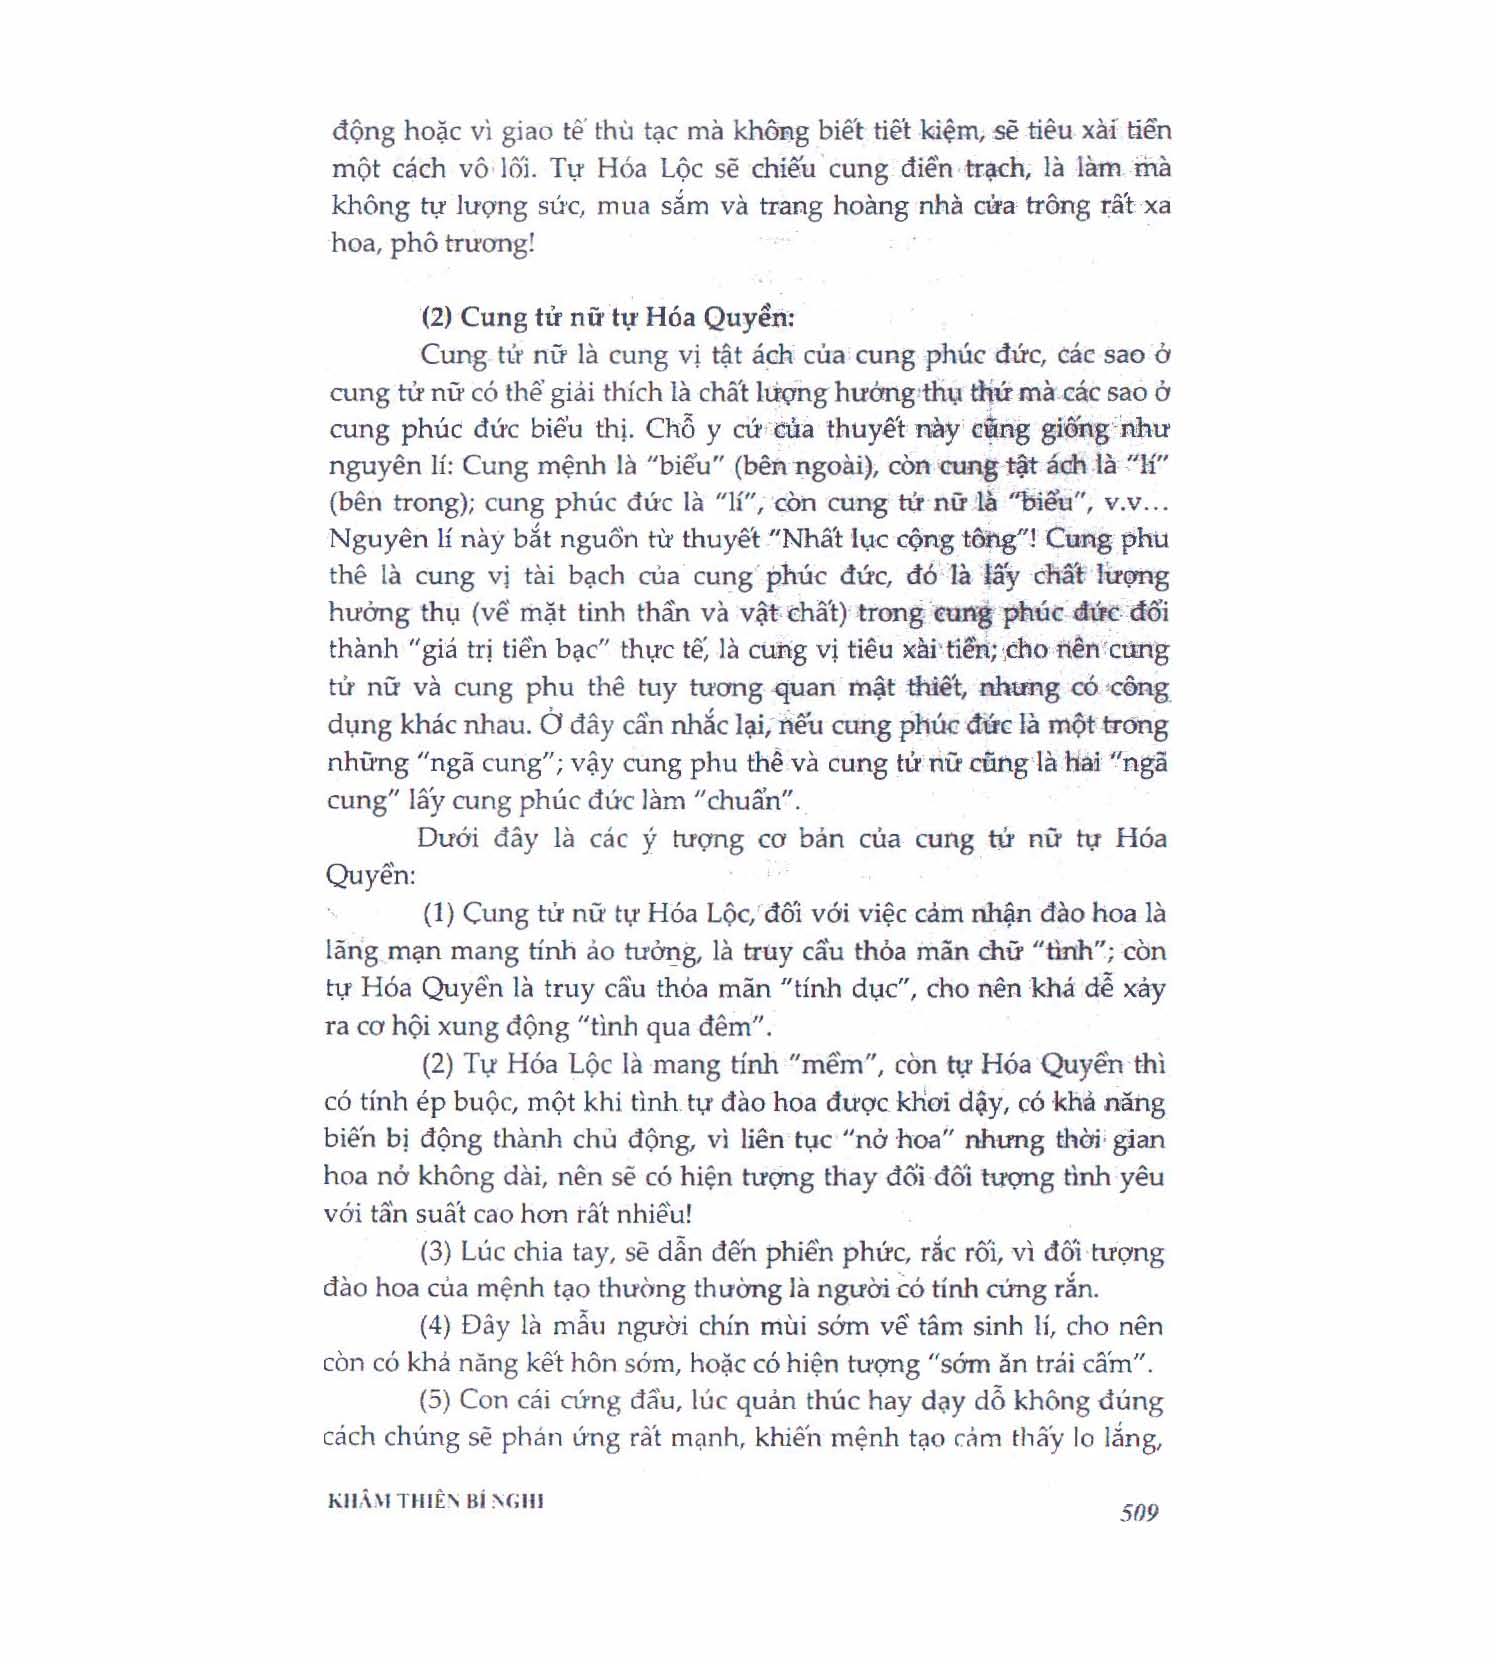 động hoặc vì giao tế thù tạc mà không biết tiết kiệm, sẽ tiêu xài tiền
một cách vô lối. Tự Hóa Lộc sẽ chiếu cung điền trạch, là làm mà
không tự lượng sức, mua sắm và trang hoàng nhà cửa trông rất xa
hoa, phô trương!
(2) Cung tử nữ tự Hóa Quyền:
Cung tử nữ là cung vị tật ách của cung phúc đức, các sao ở
cung tử nữ có thể giải thích là chất lượng hưởng thụ thứ mà các sao ở
cung phúc đức biểu thị. Chỗ y cứ của thuyết này cũng giống như
nguyên lí: Cung mệnh là "biểu" (bên ngoài), còn cung tật ách là "lí"
(bên trong); cung phúc đức là "lí", còn cung tử nữ là "biểu", v.v...
Nguyên lí này bắt nguồn từ thuyết "Nhất lục cộng tông"! Cung phu
thê là cung vị tài bạch của cung phúc đức, đó là lấy chất lượng
hưởng thụ (về mặt tinh thần và vật chất) trong cung phúc đức đổi
thành "giá trị tiền bạc" thực tế, là cung vị tiêu xài tiền; cho nên cung
tử nữ và cung phu thê tuy tương quan mật thiết, nhưng có công
dụng khác nhau. Ở đây cần nhắc lại, nếu cung phúc đức là một trong
những "ngã cung"; vậy cung phu thê và cung tử nữ cũng là hai "ngã
cung" lấy cung phúc đức làm "chuẩn".
Dưới đây là các ý tượng cơ bản của cung tử nữ tự Hóa
Quyền:
(1) Cung tử nữ tự Hóa Lộc, đối với việc cảm nhận đào hoa là
lãng mạn mang tính ảo tưởng, là truy cầu thỏa mãn chữ "tình"; còn
tự Hóa Quyền là truy cầu thỏa mãn "tính dục", cho nên khá dễ xảy
ra cơ hội xung động "tình qua đêm".
(2) Tự Hóa Lộc là mang tính "mềm", còn tự Hóa Quyền thì
có tính ép buộc, một khi tình tự đào hoa được khơi dậy, có khả năng
biến bị động thành chủ động, vì liên tục "nở hoa" nhưng thời gian
hoa nở không dài, nên sẽ có hiện tượng thay đổi đối tượng tình yêu
với tần suất cao hơn rất nhiều!
(3) Lúc chia tay, sẽ dẫn đến phiền phức, rắc rối, vì đối tượng
đào hoa của mệnh tạo thường thường là người có tính cứng rắn.
(4) Đây là mẫu người chín mùi sớm về tâm sinh lí, cho nên
còn có khả năng kết hôn sớm, hoặc có hiện tượng "sớm ăn trái cấm".
(5) Con cái cứng đầu, lúc quản thúc hay dạy dỗ không đúng
cách chúng sẽ phản ứng rất mạnh, khiến mệnh tạo cảm thấy lo lắng,
KHÂM THIÊN BÍ NGHI
509